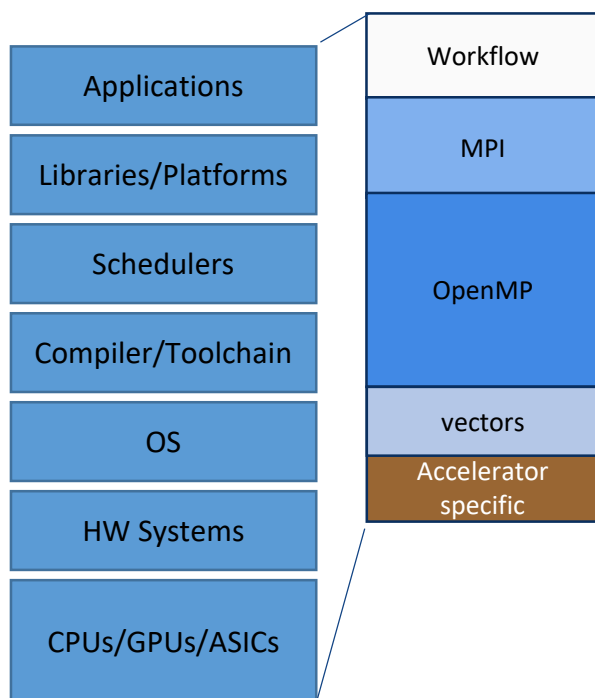 Applications
Libraries/Platforms
Schedulers
Compiler/Toolchain
OS
HW Systems
CPUs/GPUs/ASICs
Workflow
MPI
OpenMP
vectors
Accelerator
specific